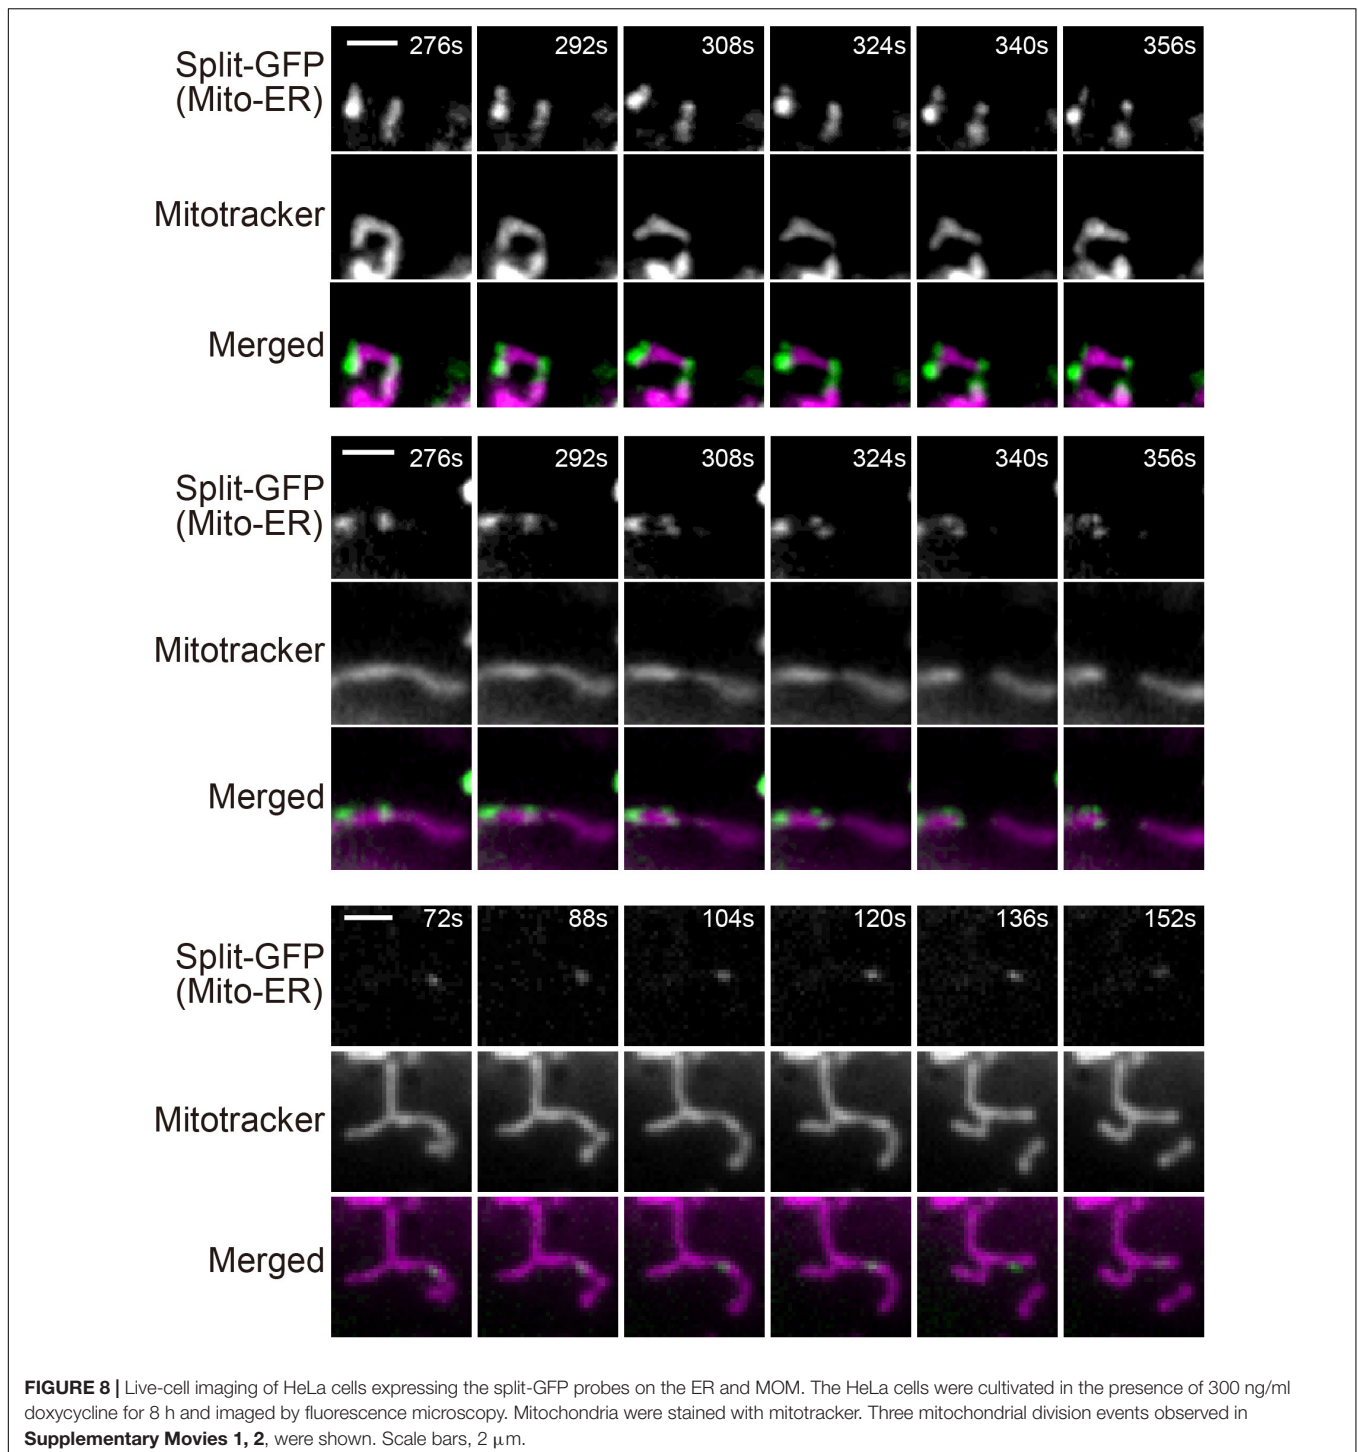 Split-GFP
(Mito-ER)
276s 292s 308s 324s 340s 356s
Mitotracker
Merged
Split-GFP
(Mito-ER)
276s 292s 308s 324s 340s 356s
Mitotracker
Merged
Split-GFP
(Mito-ER)
72s 88s 104s 120s 136s 152s
Mitotracker
Merged
FIGURE 8 | Live-cell imaging of HeLa cells expressing the split-GFP probes on the ER and MOM. The HeLa cells were cultivated in the presence of 300 ng/ml
doxycycline for 8 h and imaged by fluorescence microscopy. Mitochondria were stained with mitotracker. Three mitochondrial division events observed in
Supplementary Movies 1, 2, were shown. Scale bars, 2 μm.